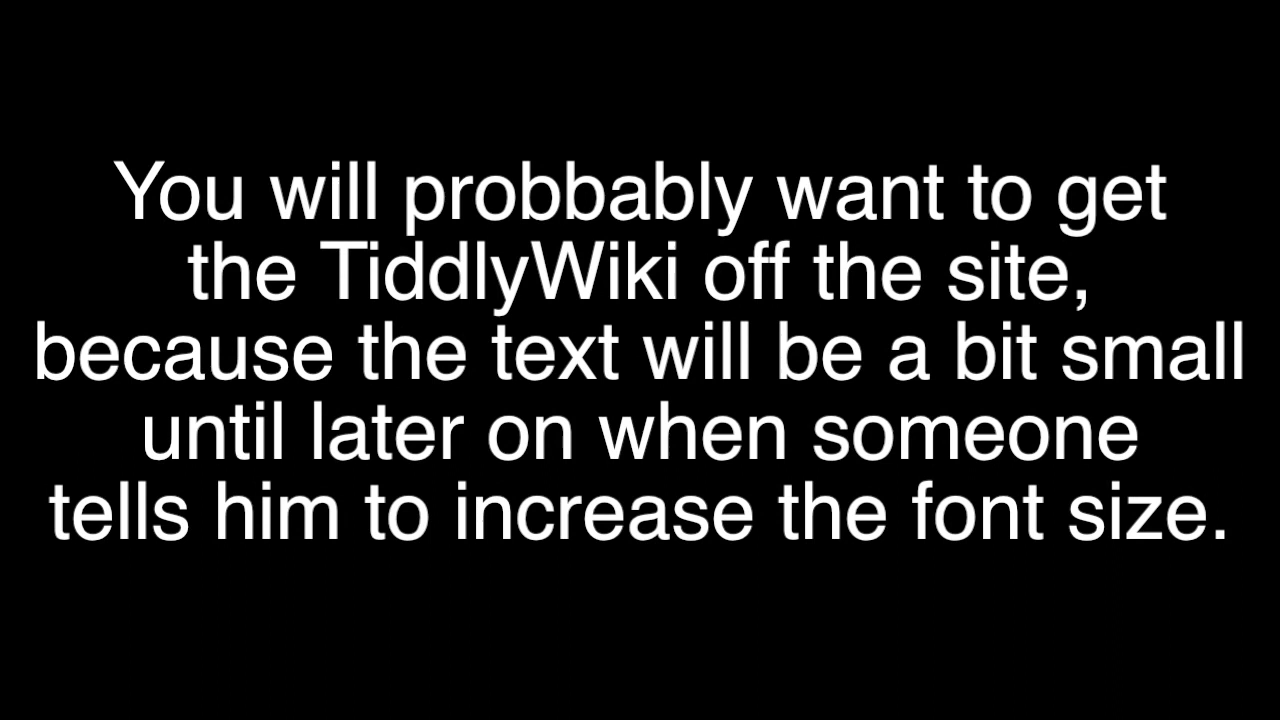 You will probbably want to get
the TiddlyWiki off the site,
because the text will be a bit small
until later on when someone
tells him to increase the font size.